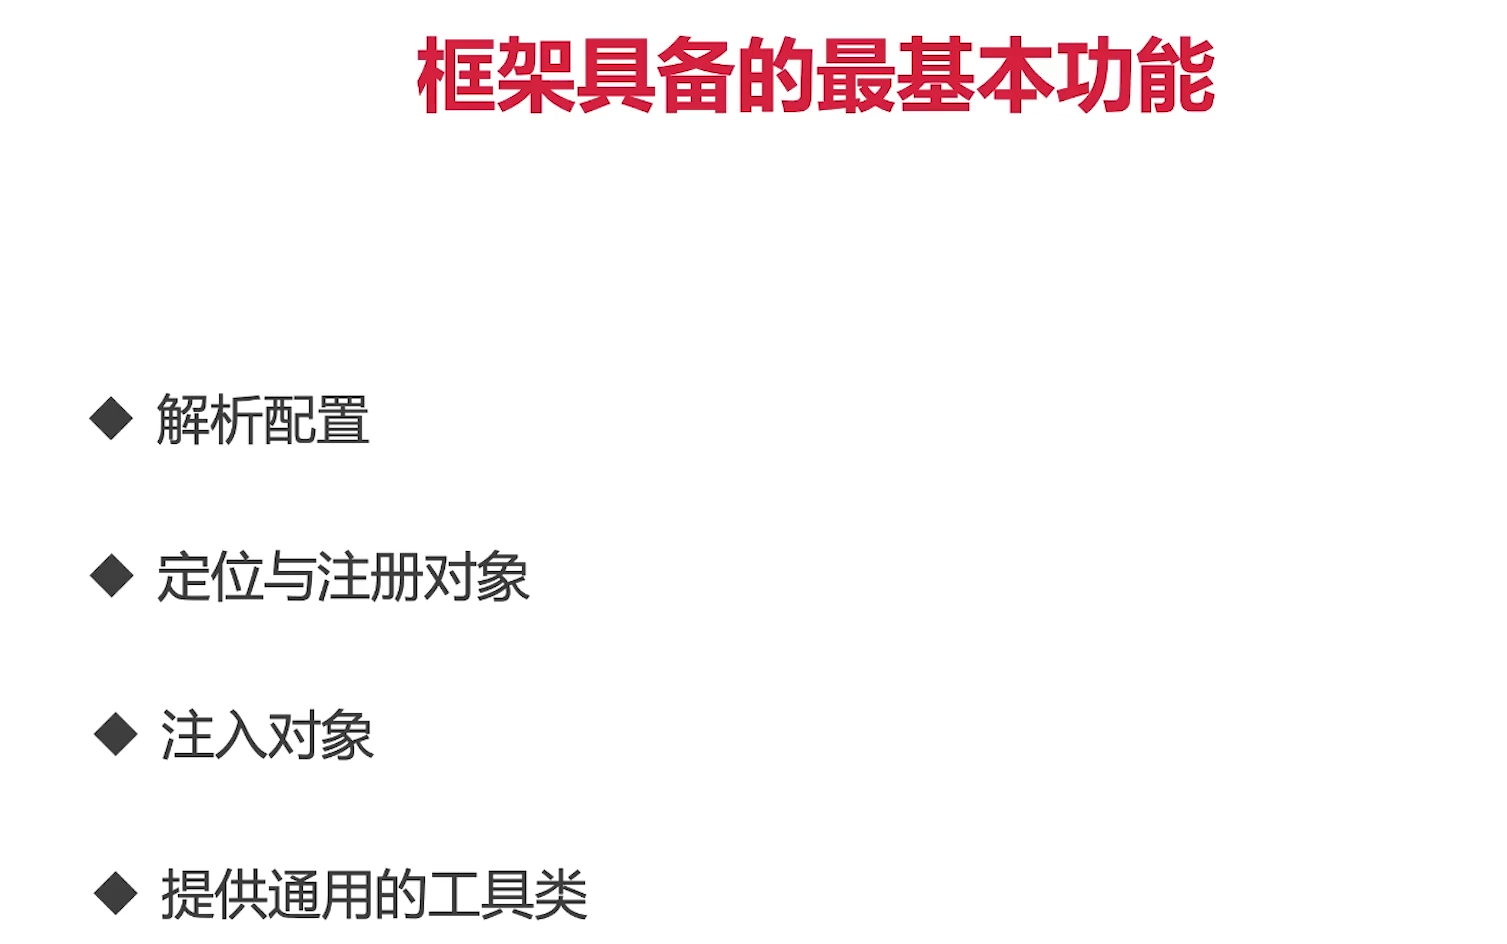 框架具备的最基本功能
◆ 解析配置
◆ 定位与注册对象
◆ 注入对象
◆ 提供通用的工具类